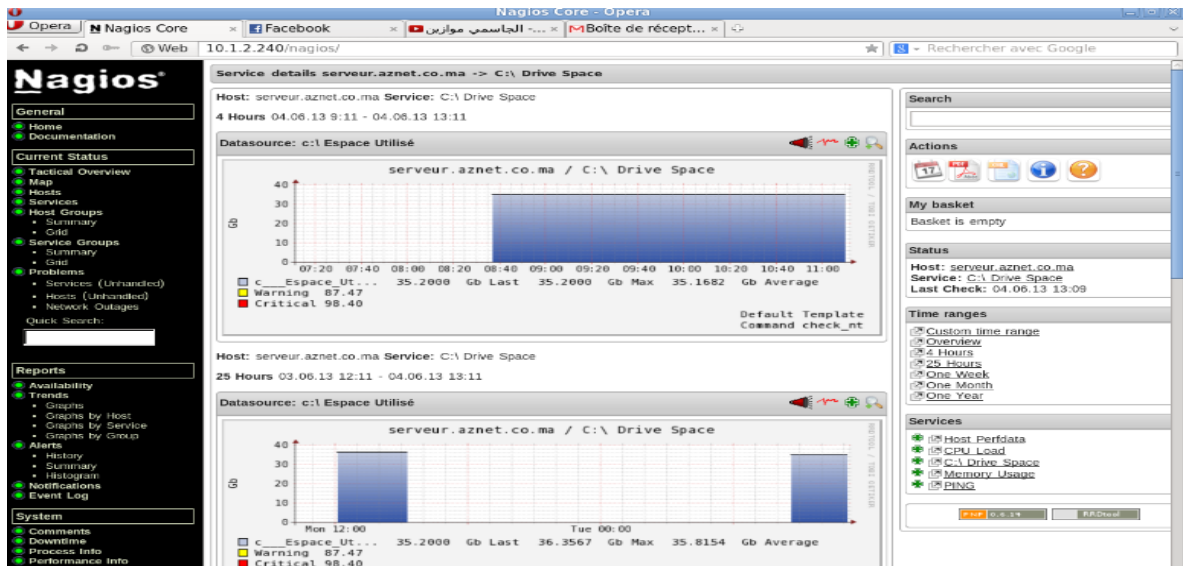 Nagios Core - Opera
Opera
Nagios Core
Facebook
الجاسمي موازين -...
Boîte de récept...
Web
10.1.2.240/nagios/
Rechercher avec Google
Nagios
General
Home
Documentation
Current Status
Tactical Overview
Map
Hosts
Services
Host Groups
Summary
Grid
Service Groups
Summary
Grid
Problems
Services (Unhandled)
Hosts (Unhandled)
Network Outages
Quick Search:
Reports
Availability
Trends
Graphs
Graphs by Host
Graphs by Service
Graphs by Group
Alerts
History
Summary
Histogram
Notifications
Event Log
System
Comments
Downtime
Process Info
Performance Info
Service details serveur.aznet.co.ma -> C:\ Drive Space
Host: serveur.aznet.co.ma Service: C:\ Drive Space
4 Hours 04.06.13 9:11 - 04.06.13 13:11
Datasource: c:\ Espace Utilisé
serveur.aznet.co.ma / C:\ Drive Space
RRDTOOL / TOBI OETIKER
Gb
40
30
20
10
0
07:20 07:40 08:00 08:20 08:40 09:00 09:20 09:40 10:00 10:20 10:40 11:00
c___Espace_Ut... 35.2000 Gb Last 35.2000 Gb Max 35.1682 Gb Average
Warning 87.47
Critical 98.40
Default Template
Command check_nt
Host: serveur.aznet.co.ma Service: C:\ Drive Space
25 Hours 03.06.13 12:11 - 04.06.13 13:11
Datasource: c:\ Espace Utilisé
serveur.aznet.co.ma / C:\ Drive Space
RRDTOOL / TOBI OETIKER
Gb
40
30
20
10
0
Mon 12:00 Tue 00:00
c___Espace_Ut... 35.2000 Gb Last 36.3567 Gb Max 35.8154 Gb Average
Warning 87.47
Critical 98.40
Search
Actions
17
PDF
My basket
Basket is empty
Status
Host: serveur.aznet.co.ma
Service: C:\ Drive Space
Last Check: 04.06.13 13:09
Time ranges
Custom time range
Overview
4 Hours
25 Hours
One Week
One Month
One Year
Services
Host Perfdata
CPU Load
C:\ Drive Space
Memory Usage
PING
PNP 0.6.19
RRDtool